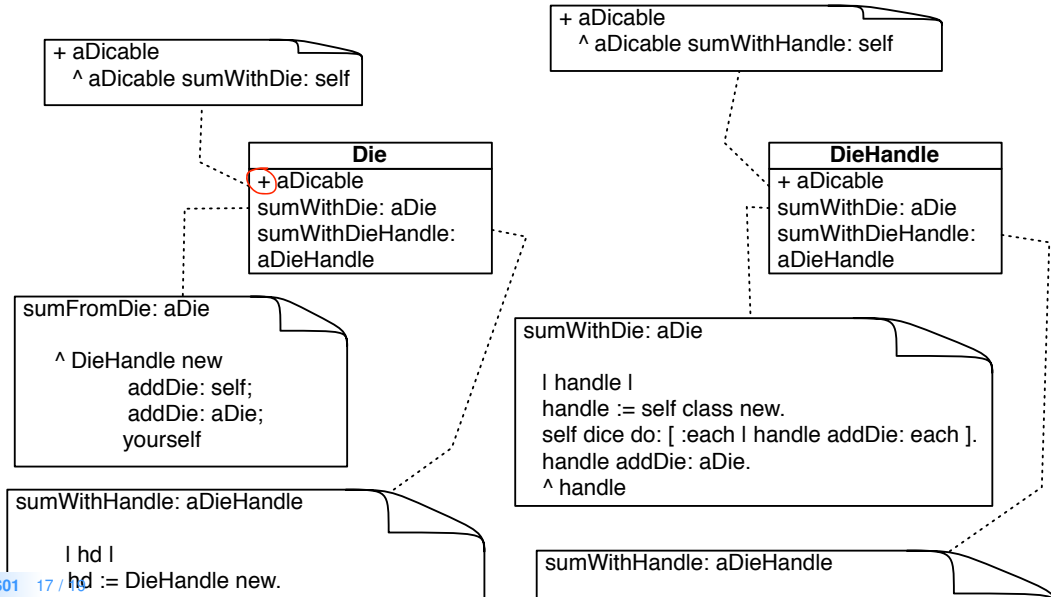 + aDicable
^ aDicable sumWithDie: self
+ aDicable
^ aDicable sumWithHandle: self
Die
+ aDicable
sumWithDie: aDie
sumWithDieHandle:
aDieHandle
DieHandle
+ aDicable
sumWithDie: aDie
sumWithDieHandle:
aDieHandle
sumFromDie: aDie
^ DieHandle new
addDie: self;
addDie: aDie;
yourself
sumWithDie: aDie
| handle |
handle := self class new.
self dice do: [ :each | handle addDie: each ].
handle addDie: aDie.
^ handle
sumWithHandle: aDieHandle
| hd |
hd := DieHandle new.
sumWithHandle: aDieHandle
S01 17 / 19